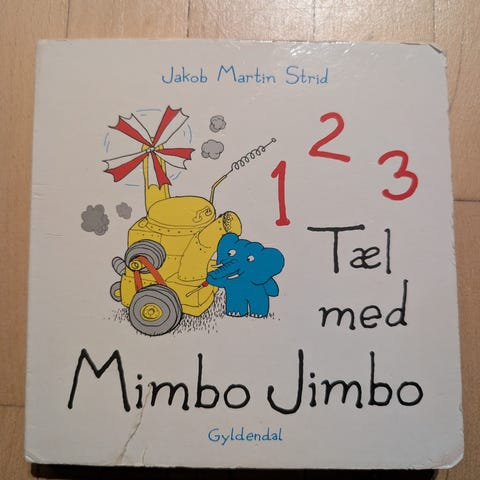 Jakob Martin Strid
1 2 3
Tæl
med
Mimbo Jimbo
Gyldendal